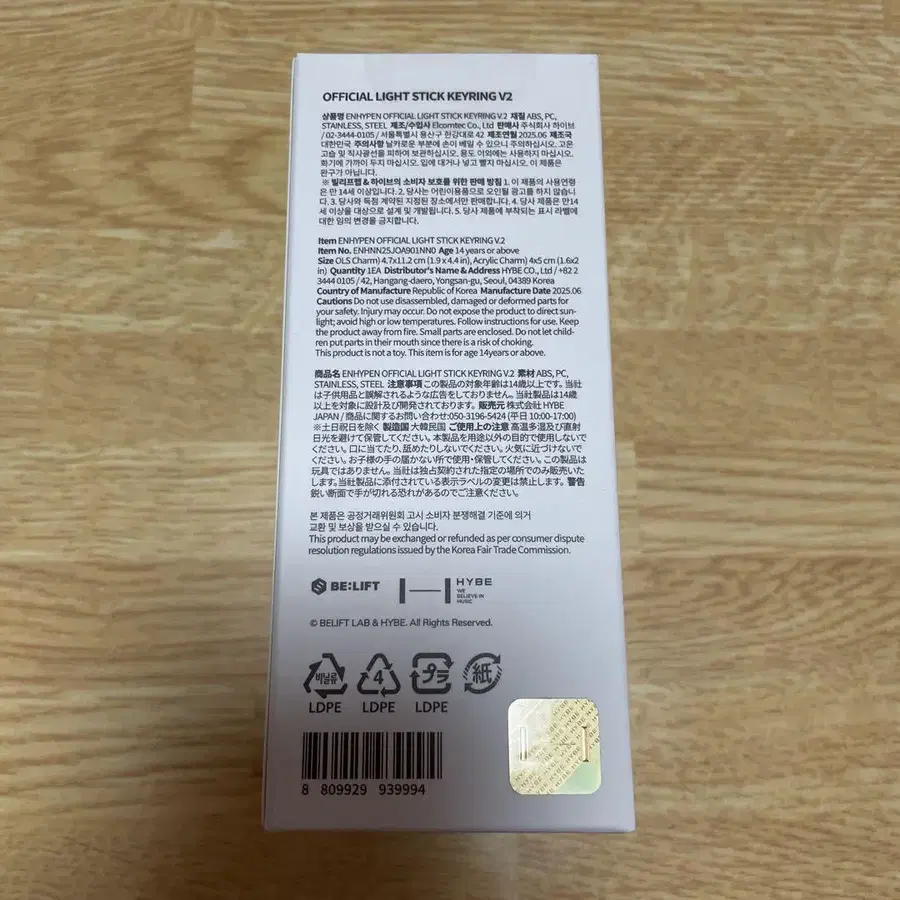 OFFICIAL LIGHT STICK KEYRING V2
상품명 ENHYPEN OFFICIAL LIGHT STICK KEYRING V.2 재질 ABS, PC,
STAINLESS, STEEL 제조/수입사 Elcomtec Co., Ltd 판매사 주식회사 하이브
/ 02-3444-0105 / 서울특별시 용산구 한강대로 42 제조연월 2025.06 제조국
대한민국 주의사항 날카로운 부분에 손이 베일 수 있으니 주의하십시오. 고온
고습 및 직사광선을 피하여 보관하십시오. 용도 이외에는 사용하지 마십시오.
화기에 가까이 두지 마십시오. 입에 대거나 넣고 빨지 마십시오. 이 제품은
완구가 아닙니다.
※ 빌리프랩 & 하이브의 소비자 보호를 위한 판매 방침 1. 이 제품의 사용연령
은 만 14세 이상입니다. 2. 당사는 어린이용품으로 오인될 광고를 하지 않습니
다. 3. 당사와 독점 계약된 지정된 장소에서만 판매합니다. 4. 당사 제품은 만14
세 이상을 대상으로 설계 및 개발됩니다. 5. 당사 제품에 부착되는 표시 라벨에
대한 임의 변경을 금지합니다.
Item ENHYPEN OFFICIAL LIGHT STICK KEYRING V.2
Item No. ENHNN25JOA901NN0 Age 14 years or above
Size OLS Charm) 4.7x11.2 cm (1.9 x 4.4 in), Acrylic Charm) 4x5 cm (1.6x2
in) Quantity 1EA Distributor's Name & Address HYBE CO., Ltd / +82 2
3444 0105 / 42, Hangang-daero, Yongsan-gu, Seoul, 04389 Korea
Country of Manufacture Republic of Korea Manufacture Date 2025.06
Cautions Do not use disassembled, damaged or deformed parts for
your safety. Injury may occur. Do not expose the product to direct sun-
light; avoid high or low temperatures. Follow instructions for use. Keep
the product away from fire. Small parts are enclosed. Do not let child-
ren put parts in their mouth since there is a risk of choking.
This product is not a toy. This item is for age 14years or above.
商品名 ENHYPEN OFFICIAL LIGHT STICK KEYRING V.2 素材 ABS, PC,
STAINLESS, STEEL 注意事項 この製品の対象年齢は14歳以上です。当社
は子供用品と誤解されるような広告をしておりません。当社製品は14歳
以上を対象に設計及び開発されております。販売元 株式会社 HYBE
JAPAN / 商品に関するお問い合わせ:050-3196-5424 (平日 10:00-17:00)
※土日祝日を除く 製造国 大韓民国 ご使用上の注意 高温多湿及び直射
日光を避けて保管してください。本製品を用途以外の目的で使用しないで
ください。口に当てたり、舐めたりしないでください。火気に近づけないでく
ださい。お子様の手の届かない所で使用・保管してください。この製品は
玩具ではありません。当社は独占契約された指定の場所でのみ販売いた
します。当社製品に添付されている表示ラベルの変更は禁止します。警告
鋭い断面で手が切れる恐れがあるのでご注意ください。
본 제품은 공정거래위원회 고시 소비자 분쟁해결 기준에 의거
교환 및 보상을 받으실 수 있습니다.
This product may be exchanged or refunded as per consumer dispute
resolution regulations issued by the Korea Fair Trade Commission.
BE:LIFT HYBE
WE
BELIEVE IN
MUSIC
© BELIFT LAB & HYBE. All Rights Reserved.
비닐류 4 プラ 紙
LDPE LDPE LDPE
HYBE HYBE HYBE
8 809929 939994